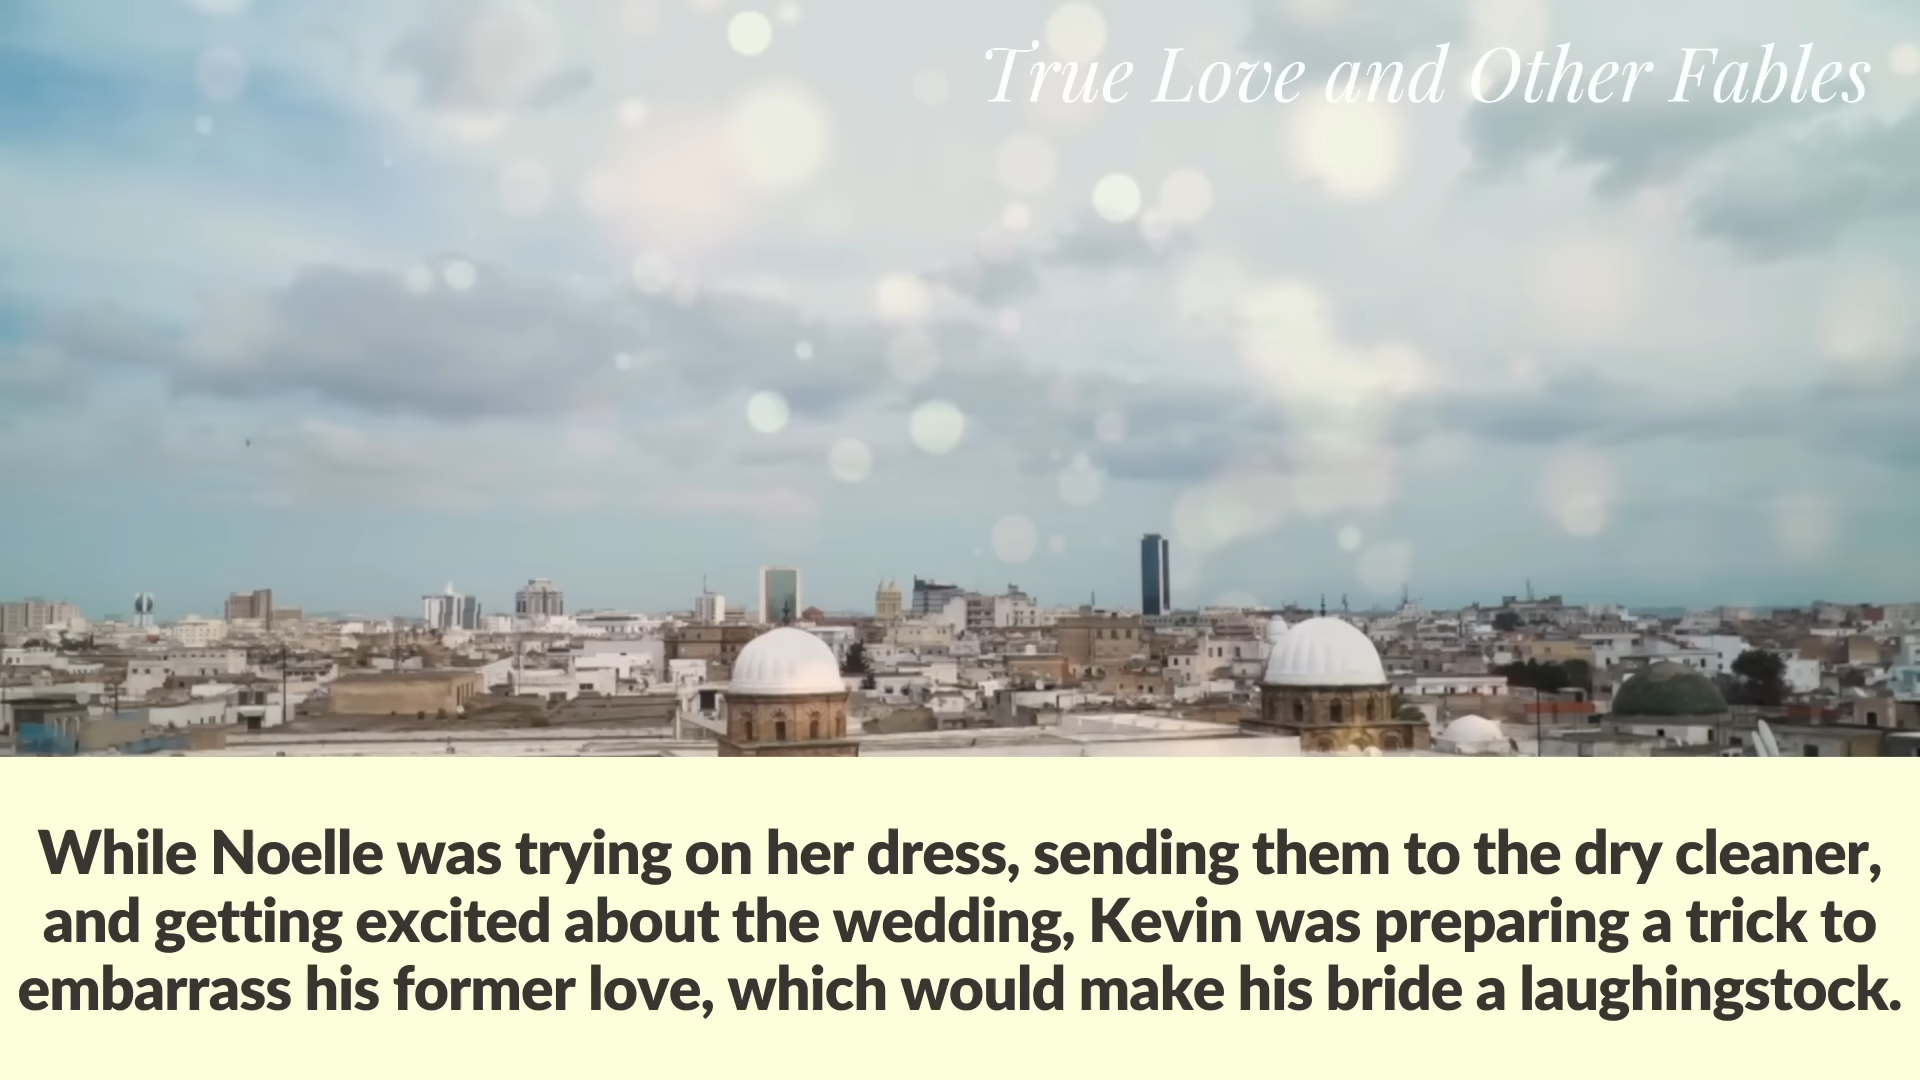 True Love and Other Fables
While Noelle was trying on her dress, sending them to the dry cleaner,
and getting excited about the wedding, Kevin was preparing a trick to
embarrass his former love, which would make his bride a laughingstock.